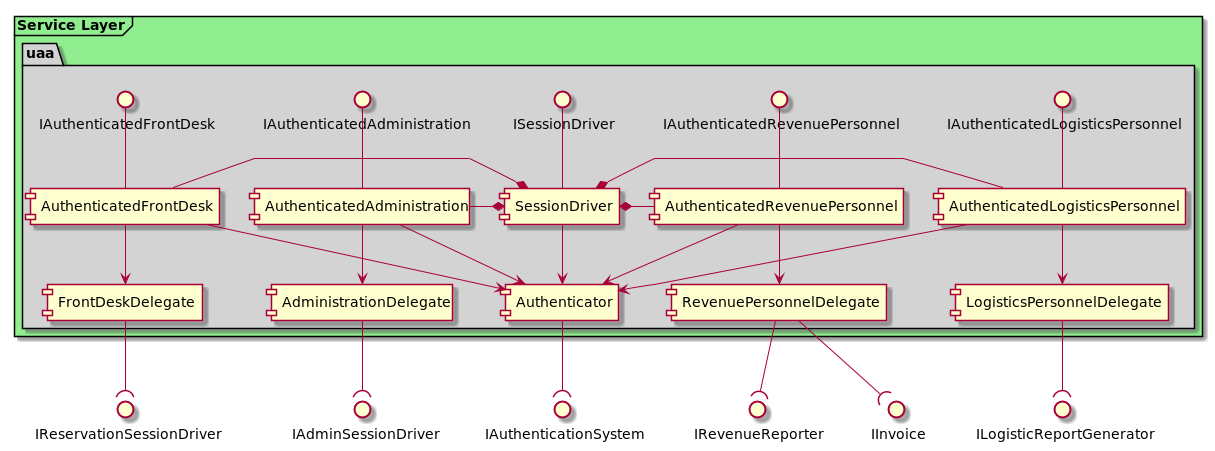 Service Layer
uaa
IAuthenticatedFrontDesk
IAuthenticatedAdministration
ISessionDriver
IAuthenticatedRevenuePersonnel
IAuthenticatedLogisticsPersonnel
AuthenticatedFrontDesk
AuthenticatedAdministration
SessionDriver
AuthenticatedRevenuePersonnel
AuthenticatedLogisticsPersonnel
FrontDeskDelegate
AdministrationDelegate
Authenticator
RevenuePersonnelDelegate
LogisticsPersonnelDelegate
IReservationSessionDriver
IAdminSessionDriver
IAuthenticationSystem
IRevenueReporter
IInvoice
ILogisticReportGenerator